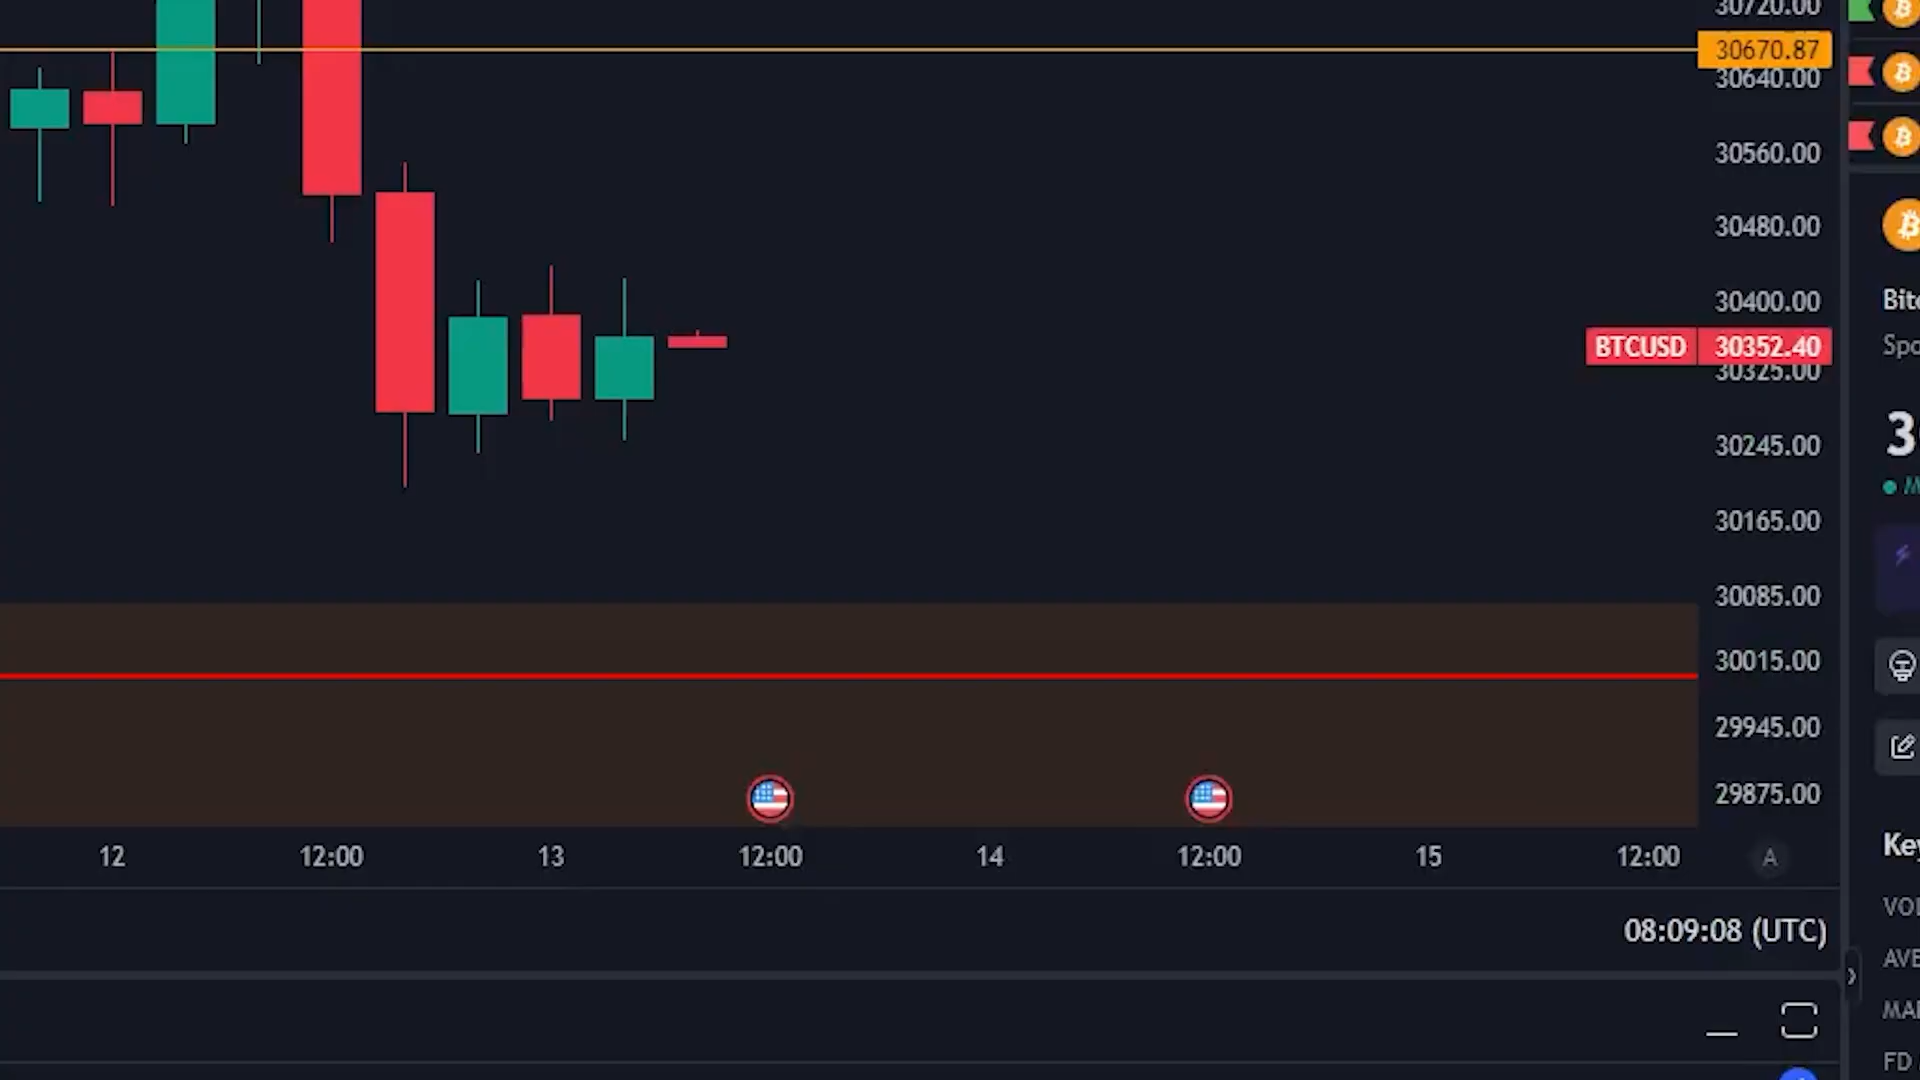 30720.00
30670.87
30640.00
30560.00
30480.00
30400.00
BTCUSD 30352.40
30325.00
30245.00
30165.00
30085.00
30015.00
29945.00
29875.00
12 12:00 13 12:00 14 12:00 15 12:00 A
08:09:08 (UTC)
Bit
Spo
3
M
Key
VOL
AVE
MAR
FD